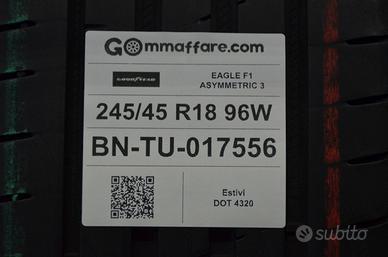 GOmmaffare.com
GOODYEAR
EAGLE F1
ASYMMETRIC 3
245/45 R18 96W
BN-TU-017556
Estivi
DOT 4320
subito